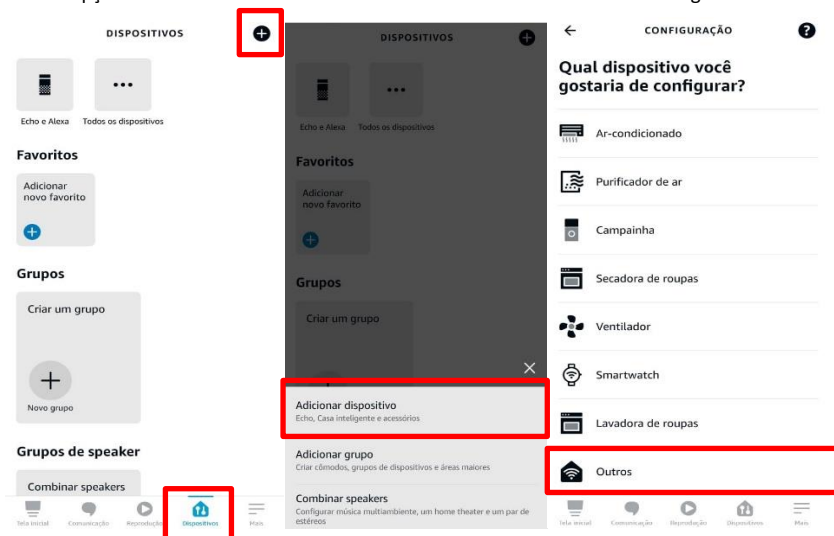 DISPOSITIVOS
Echo e Alexa
Todos os dispositivos
Favoritos
Adicionar
novo favorito
Grupos
Criar um grupo
Novo grupo
Grupos de speaker
Combinar speakers
Tela inicial
Comunicação
Reprodução
Dispositivos
Mais
DISPOSITIVOS
Echo e Alexa
Todos os dispositivos
Favoritos
Adicionar
novo favorito
Grupos
Criar um grupo
Adicionar dispositivo
Echo, Casa inteligente e acessórios
Adicionar grupo
Criar cômodos, grupos de dispositivos e áreas maiores
Combinar speakers
Configurar música multiambiente, um home theater e um par de
estéreos
CONFIGURAÇÃO
Qual dispositivo você
gostaria de configurar?
Ar-condicionado
Purificador de ar
Campainha
Secadora de roupas
Ventilador
Smartwatch
Lavadora de roupas
Outros
Tela inicial
Comunicação
Reprodução
Dispositivos
Mais